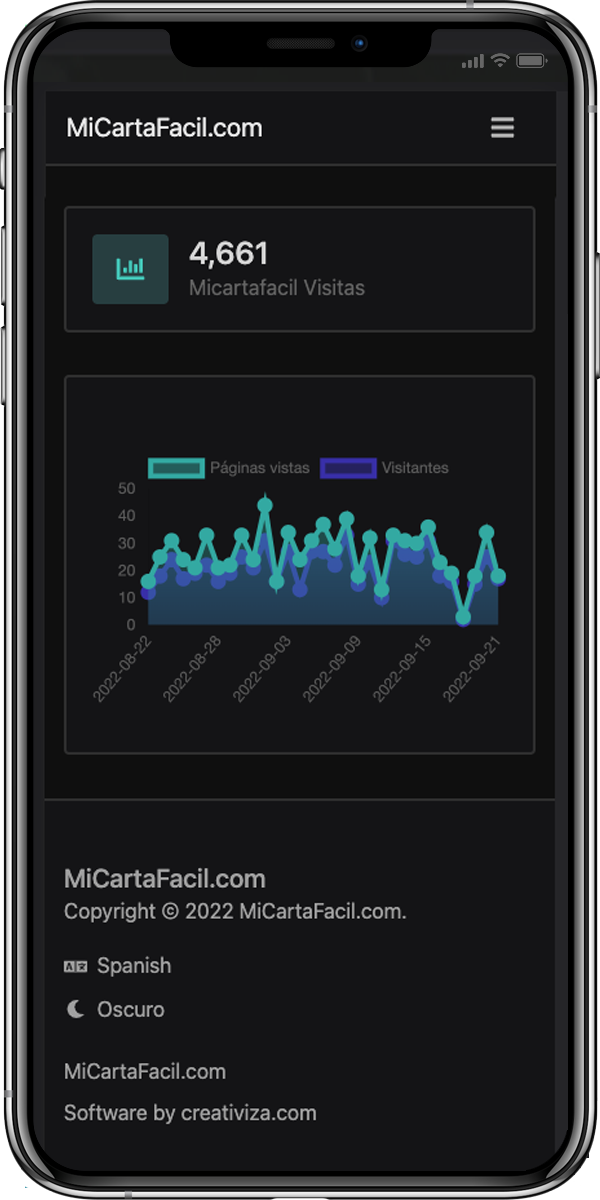 MiCartaFacil.com
4,661
Micartafacil Visitas
Páginas vistas Visitantes
50
40
30
20
10
0
2022-08-22 2022-08-28 2022-09-03 2022-09-09 2022-09-15 2022-09-21
MiCartaFacil.com
Copyright © 2022 MiCartaFacil.com.
Spanish
Oscuro
MiCartaFacil.com
Software by creativiza.com